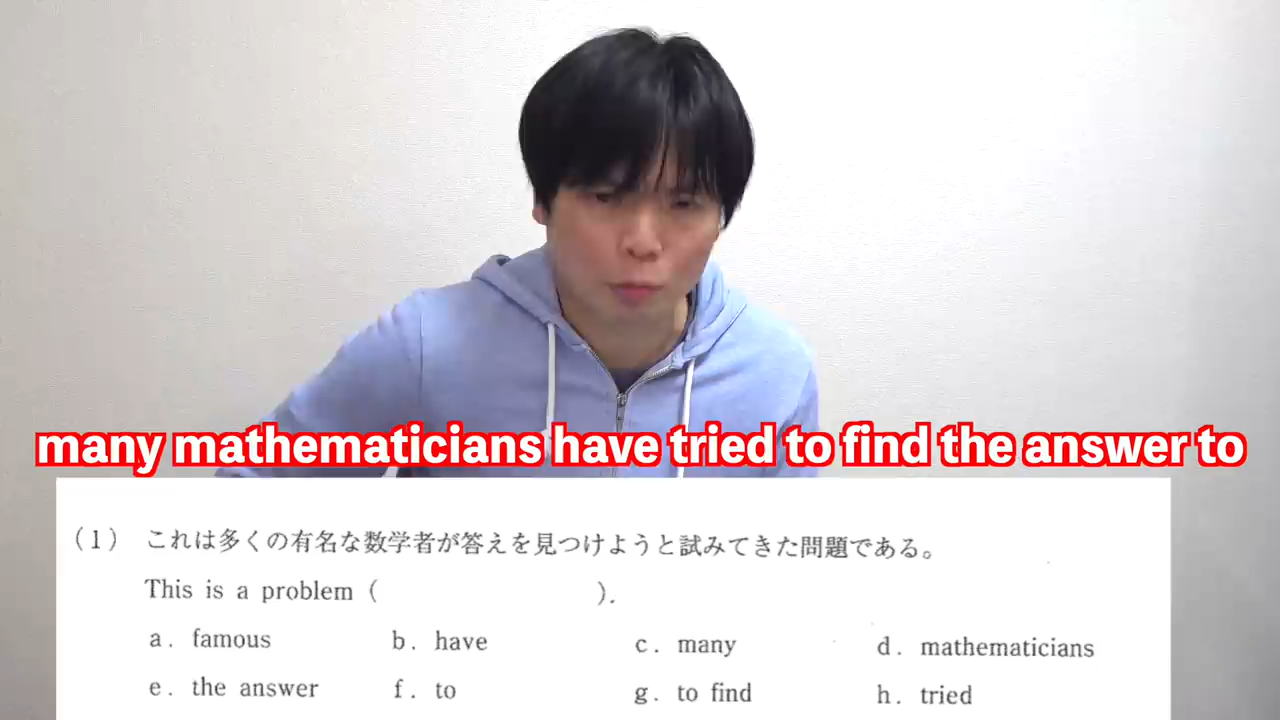 many mathematicians have tried to find the answer to
(1) これは多くの有名な数学者が答えを見つけようと試みてきた問題である。
This is a problem ( ).
a. famous b. have c. many d. mathematicians
e. the answer f. to g. to find h. tried